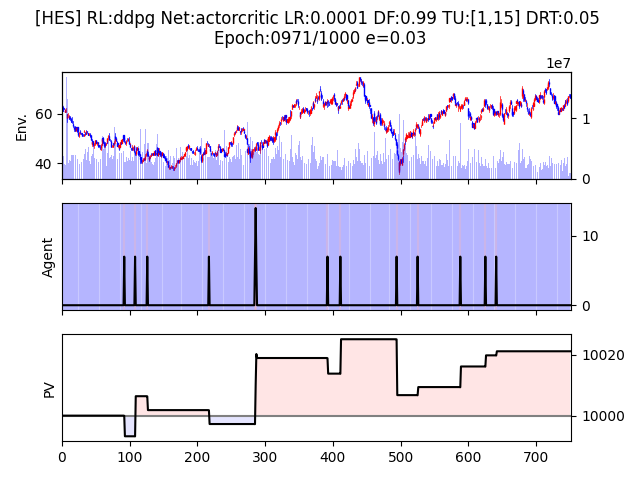 [HES] RL:ddpg Net:actorcritic LR:0.0001 DF:0.99 TU:[1,15] DRT:0.05
Epoch:0971/1000 e=0.03
1e7
Env.
60
40
1
0
Agent
10
0
PV
10020
10000
0 100 200 300 400 500 600 700